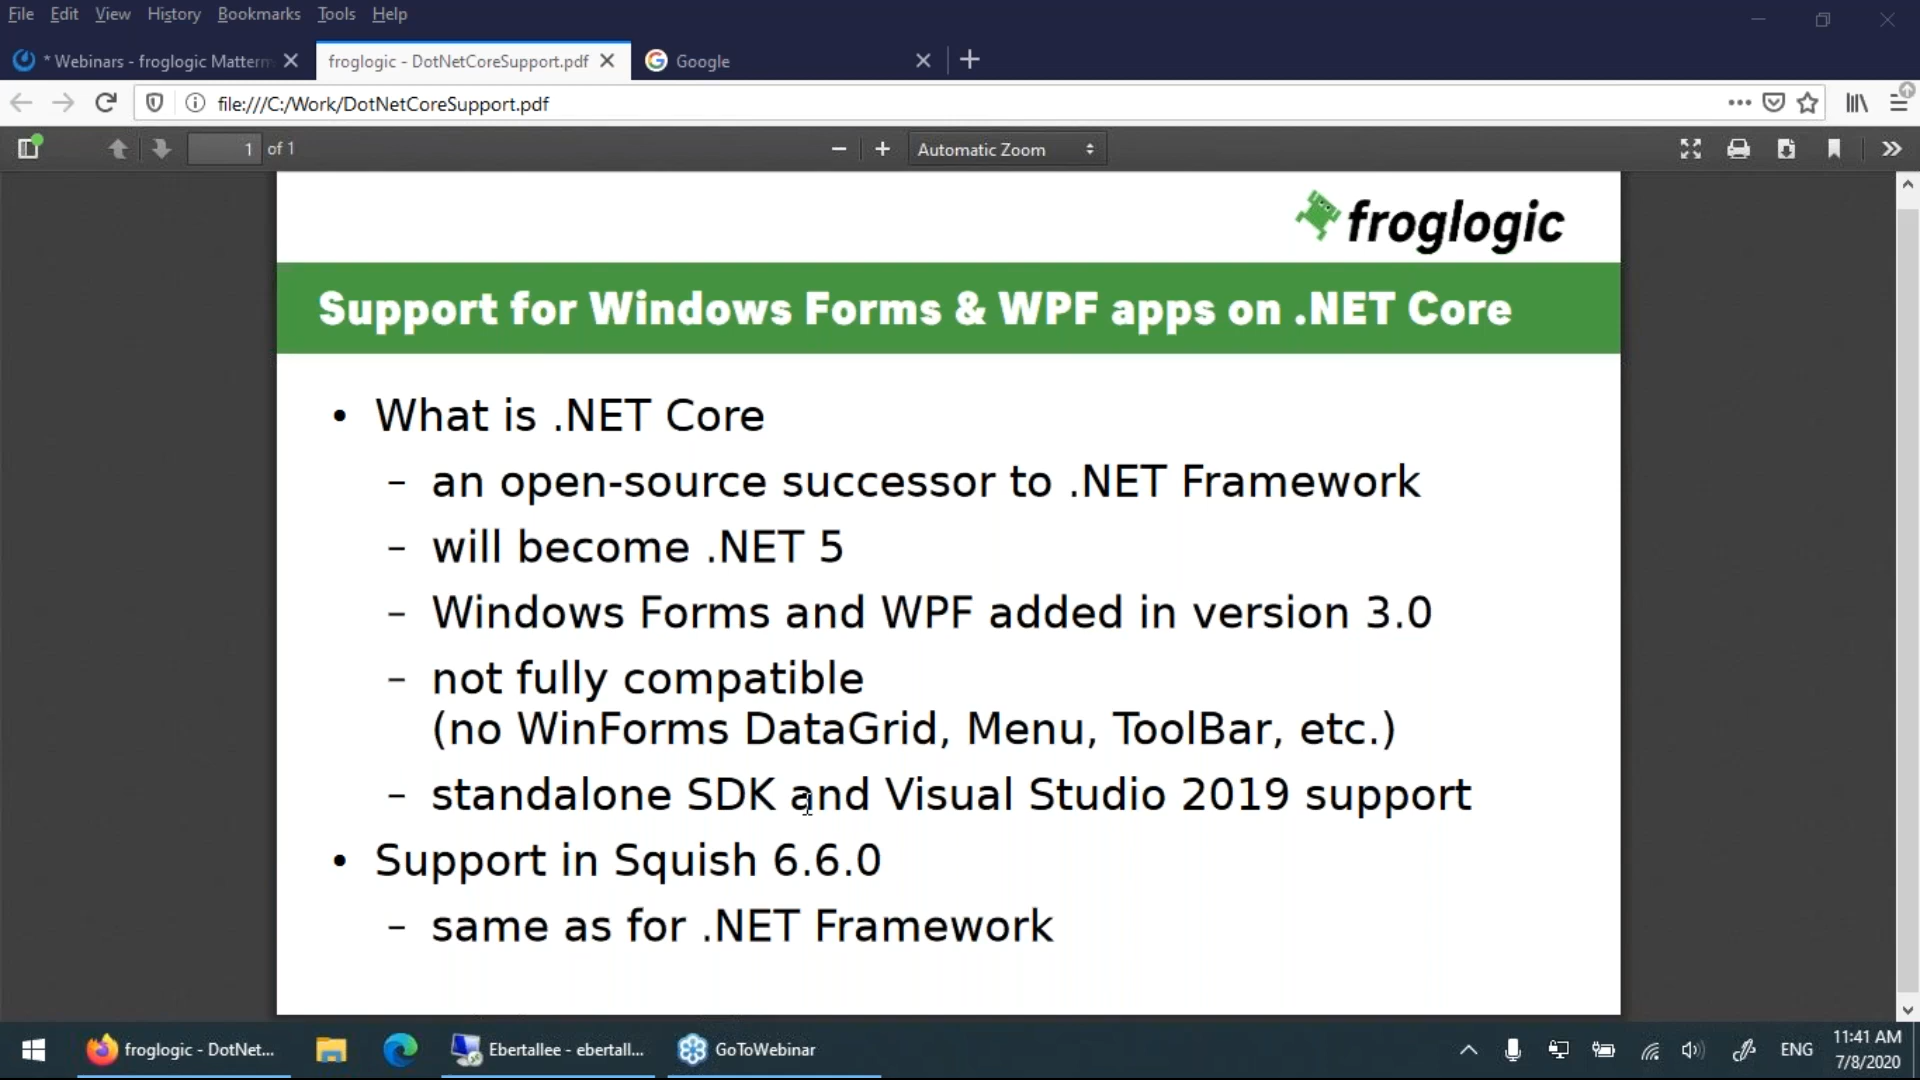 File Edit View History Bookmarks Tools Help
* Webinars - froglogic Matterm
froglogic - DotNetCoreSupport.pdf
Google
file:///C:/Work/DotNetCoreSupport.pdf
1 of 1
Automatic Zoom
froglogic
Support for Windows Forms & WPF apps on .NET Core
• What is .NET Core
– an open-source successor to .NET Framework
– will become .NET 5
– Windows Forms and WPF added in version 3.0
– not fully compatible
(no WinForms DataGrid, Menu, ToolBar, etc.)
– standalone SDK and Visual Studio 2019 support
• Support in Squish 6.6.0
– same as for .NET Framework
froglogic - DotNet...
Ebertallee - ebertall...
GoToWebinar
ENG
11:41 AM
7/8/2020